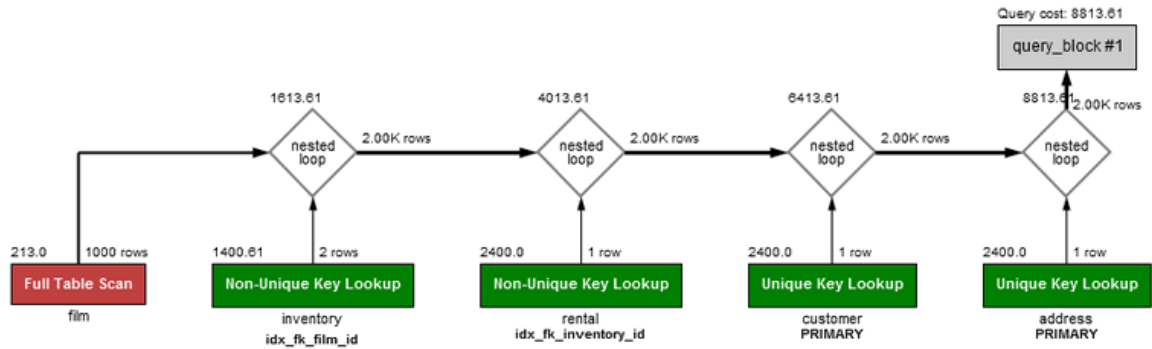 Query cost: 8813.61
query_block #1
1613.61
4013.61
6413.61
8813.61
2.00K rows
nested
loop
2.00K rows
nested
loop
2.00K rows
nested
loop
2.00K rows
nested
loop
213.0 1000 rows
1400.61 2 rows
2400.0 1 row
2400.0 1 row
2400.0 1 row
Full Table Scan
Non-Unique Key Lookup
Non-Unique Key Lookup
Unique Key Lookup
Unique Key Lookup
film
inventory
idx_fk_film_id
rental
idx_fk_inventory_id
customer
PRIMARY
address
PRIMARY